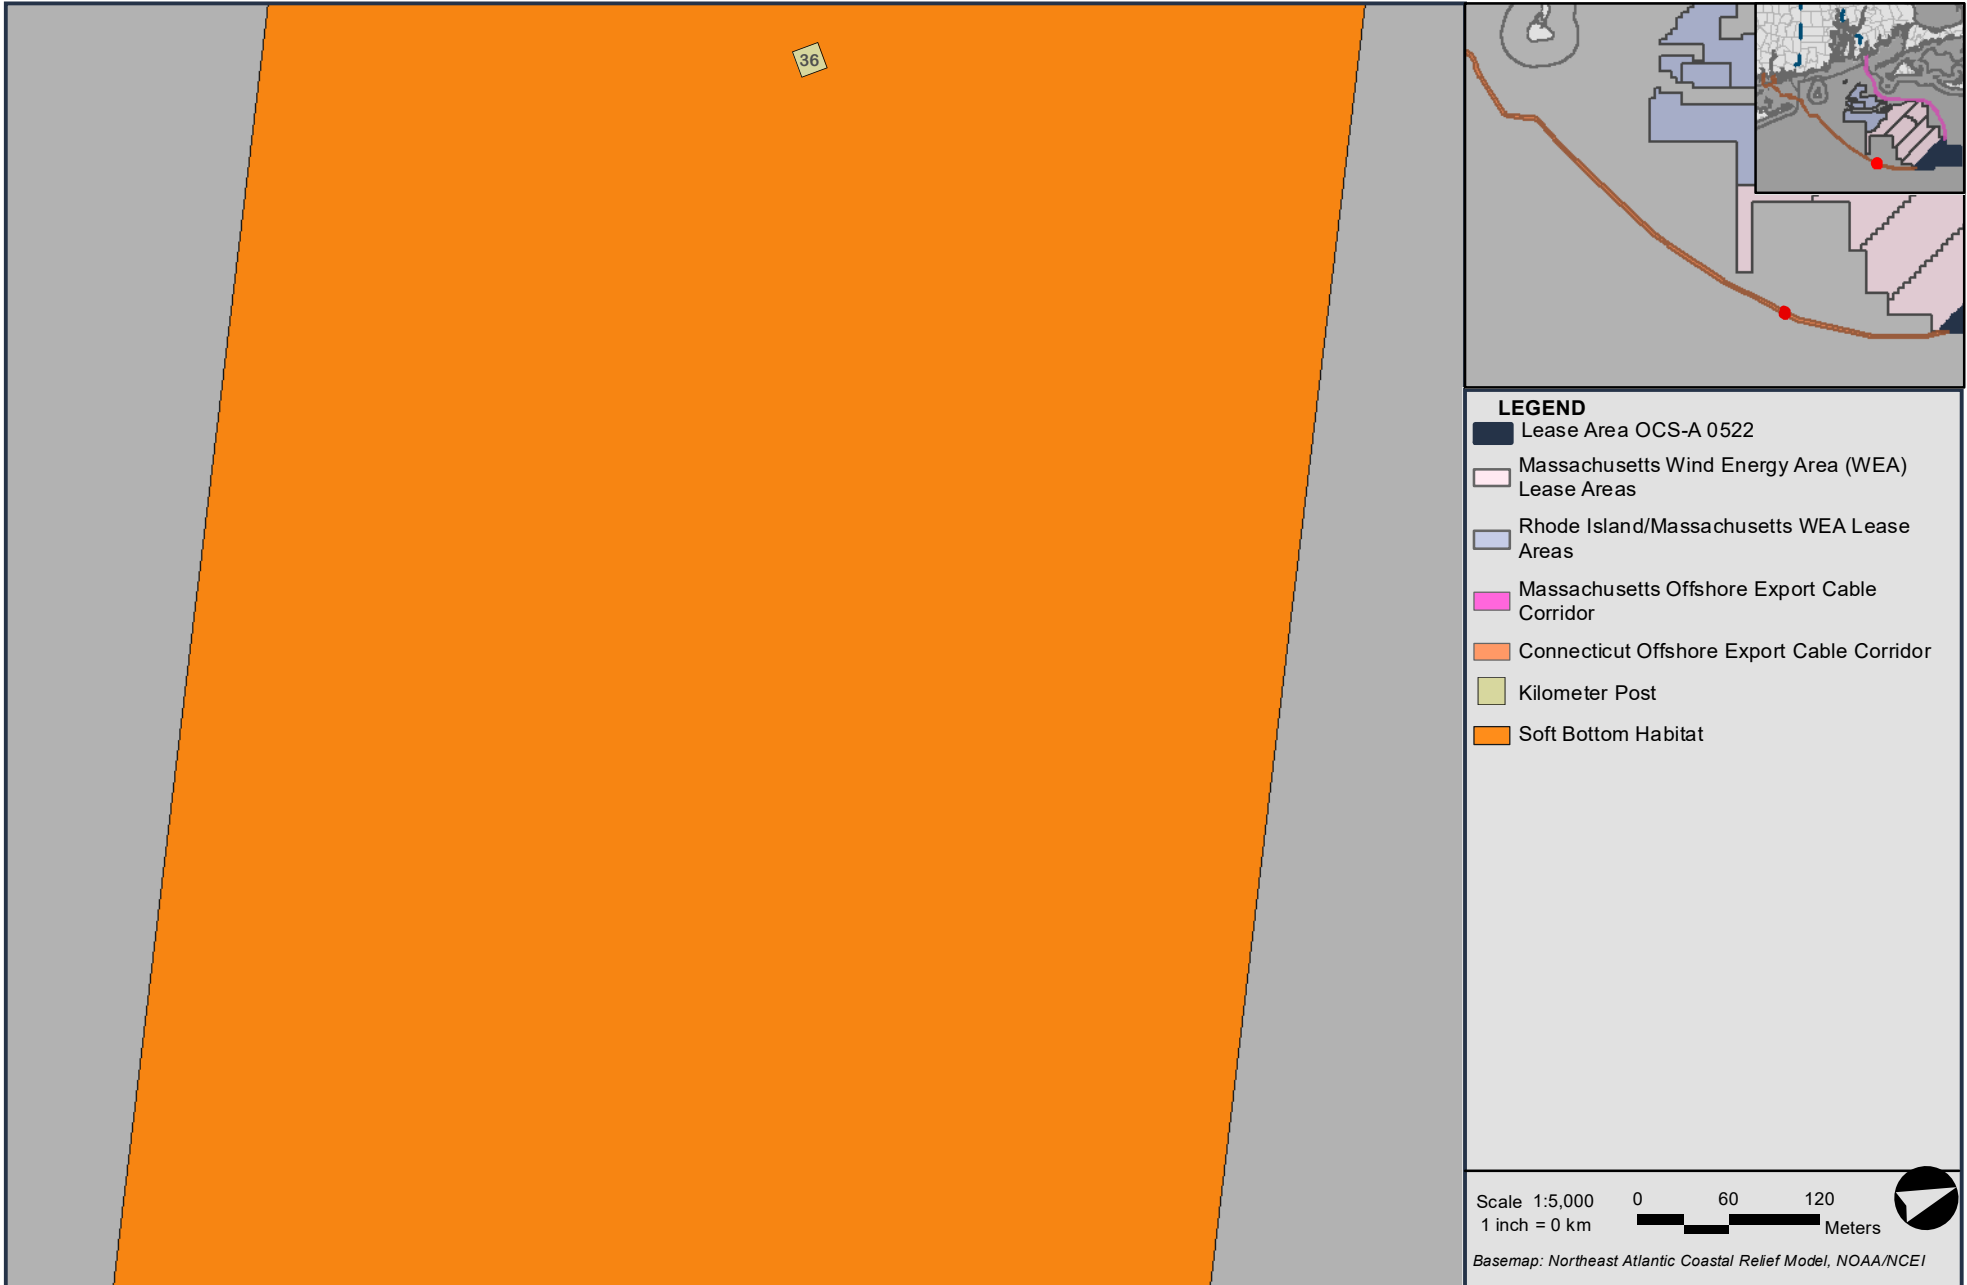 36
LEGEND
Lease Area OCS-A 0522
Massachusetts Wind Energy Area (WEA)
Lease Areas
Rhode Island/Massachusetts WEA Lease
Areas
Massachusetts Offshore Export Cable
Corridor
Connecticut Offshore Export Cable Corridor
Kilometer Post
Soft Bottom Habitat
Scale 1:5,000
1 inch = 0 km
0 60 120
Meters
Basemap: Northeast Atlantic Coastal Relief Model, NOAA/NCEI